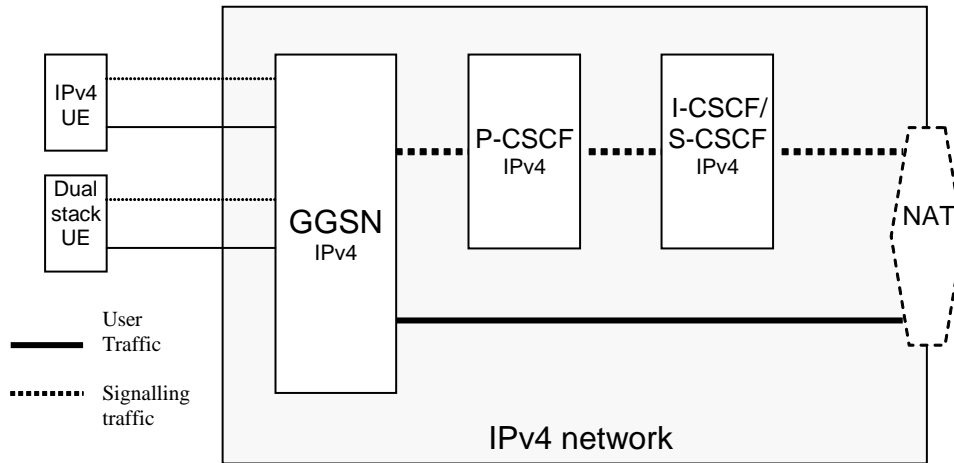 IPv4
UE
Dual
stack
UE
GGSN
IPv4
P-CSCF
IPv4
I-CSCF/
S-CSCF
IPv4
NAT
User
Traffic
Signalling
traffic
IPv4 network